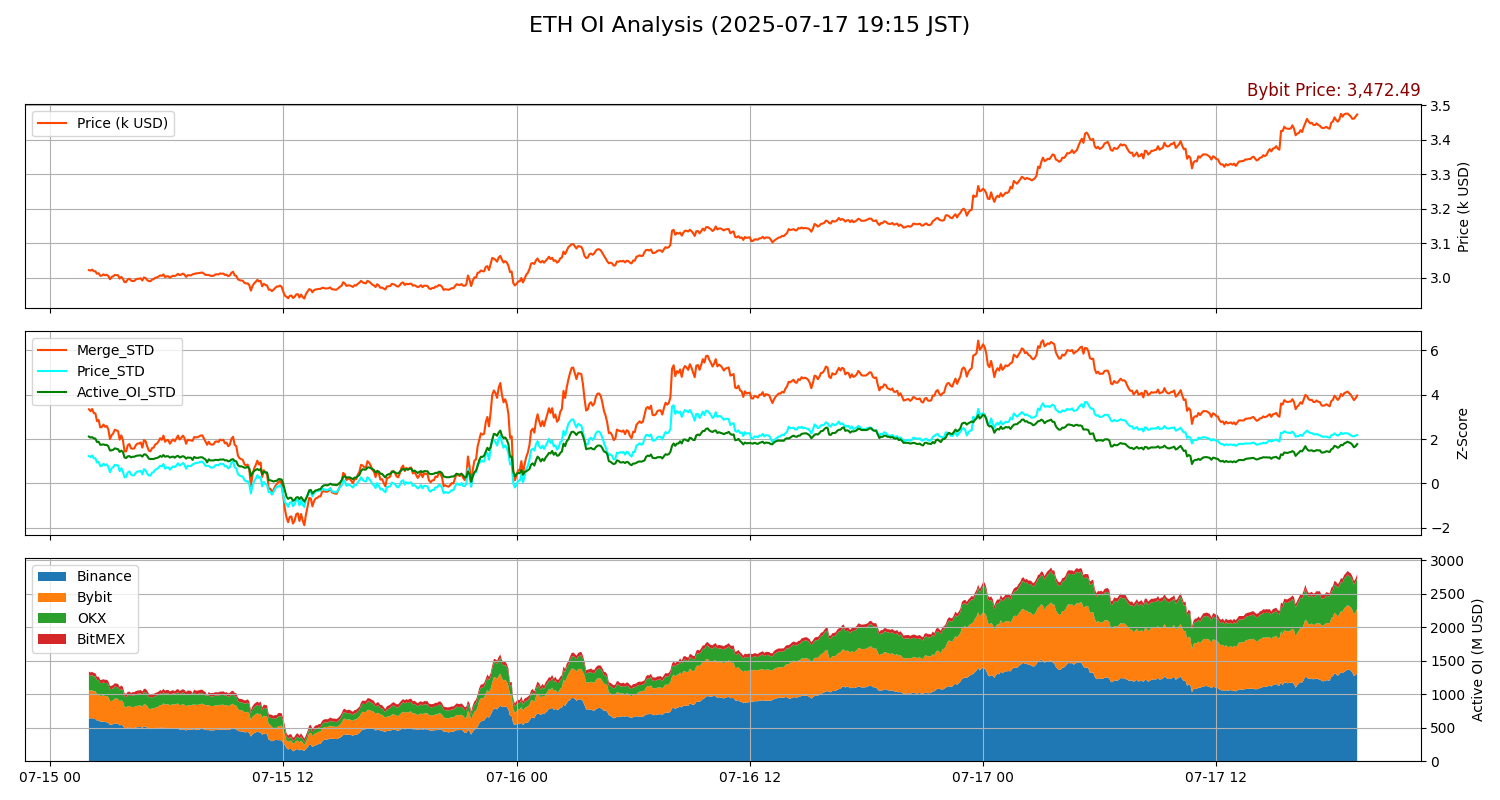 ETH OI Analysis (2025-07-17 19:15 JST)
Bybit Price: 3,472.49
Price (k USD)
3.5
3.4
3.3
3.2
3.1
3.0
Price (k USD)
Merge_STD
Price_STD
Active_OI_STD
6
4
2
0
−2
Z-Score
Binance
Bybit
OKX
BitMEX
3000
2500
2000
1500
1000
500
0
Active OI (M USD)
07-15 00
07-15 12
07-16 00
07-16 12
07-17 00
07-17 12